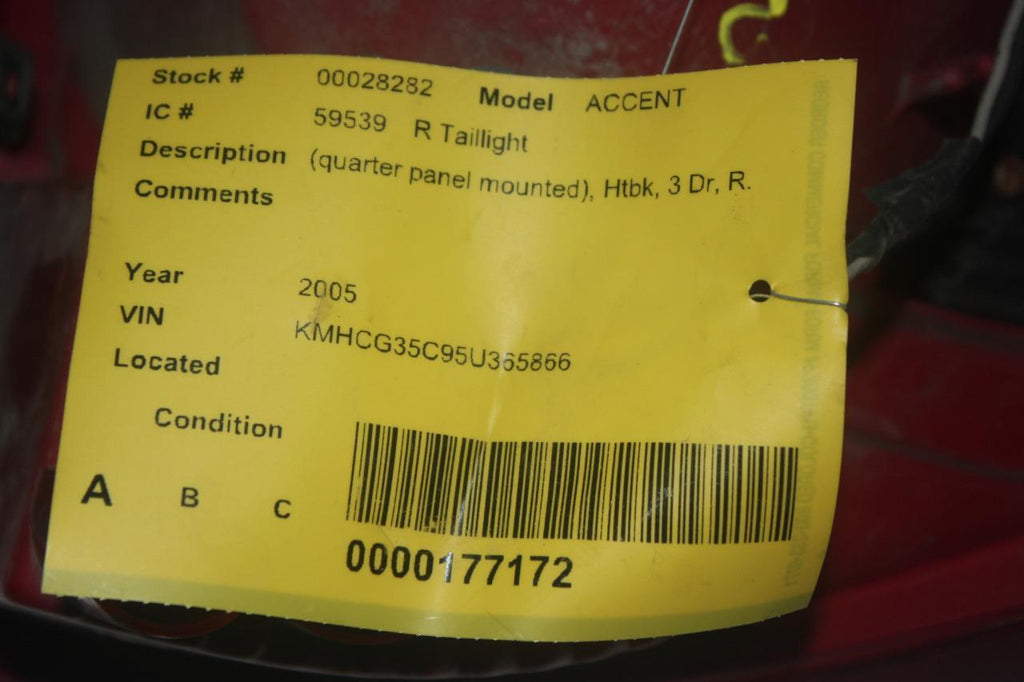 Stock # 00028282 Model ACCENT
IC # 59539 R Taillight
Description (quarter panel mounted), Htbk, 3 Dr, R.
Comments
Year 2005
VIN KMHCG35C95U365866
Located
Condition
A B C
0000177172